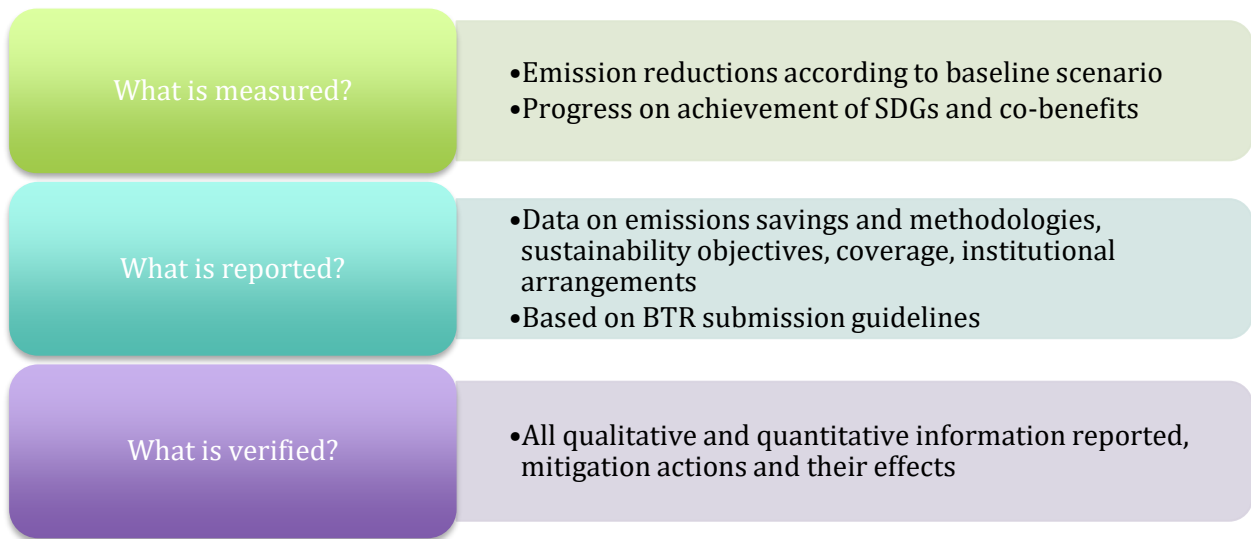 What is measured?
•Emission reductions according to baseline scenario
•Progress on achievement of SDGs and co-benefits
What is reported?
•Data on emissions savings and methodologies,
sustainability objectives, coverage, institutional
arrangements
•Based on BTR submission guidelines
What is verified?
•All qualitative and quantitative information reported,
mitigation actions and their effects